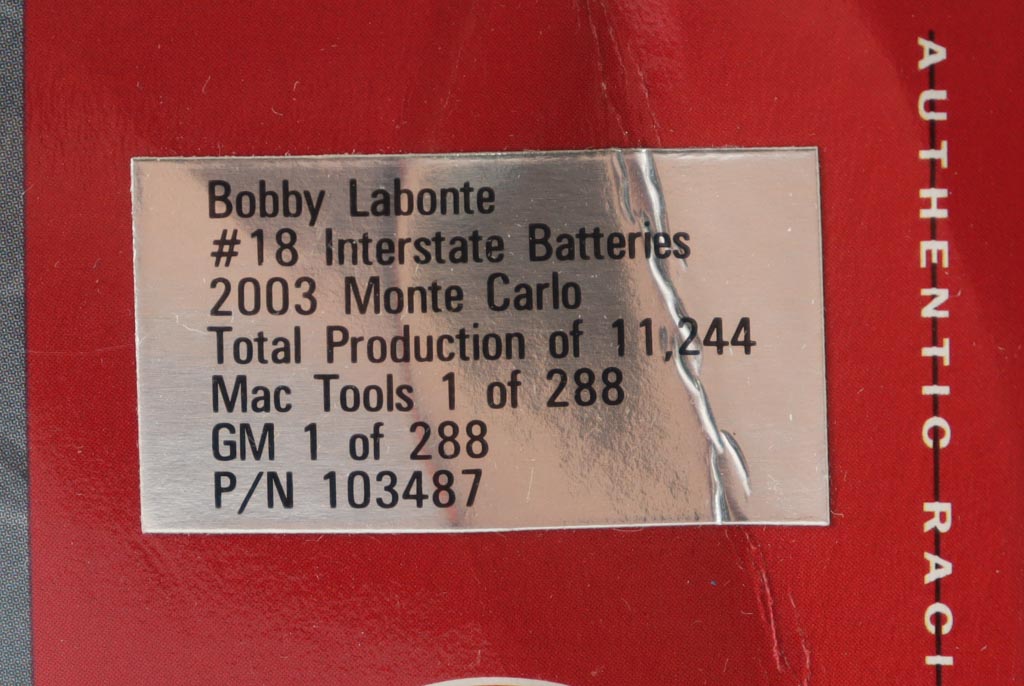 Bobby Labonte
#18 Interstate Batteries
2003 Monte Carlo
Total Production of 11,244
Mac Tools 1 of 288
GM 1 of 288
P/N 103487
AUTHENTIC RACI